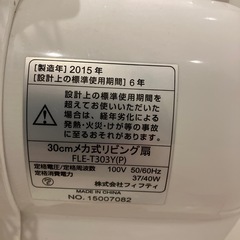 [製造年] 2015年
[設計上の標準使用期間] 6年
設計上の標準使用期間を超えて
お使いいただいた
場合は、経年劣化による
発火・けが等の事故に
至るおそれがあります。
30cmメカ式リビング扇
FLE-T303Y(P)
定格電圧/定格周波数 100V 50/60Hz
定格消費電力 37/40W
株式会社フィフティ
MADE IN CHINA
NO. 15007082